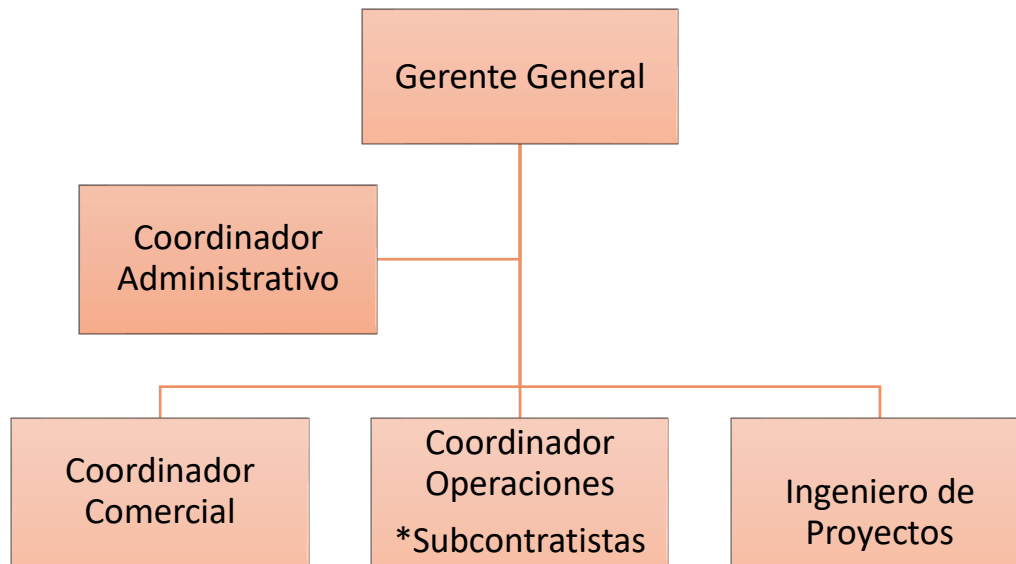 Gerente General
Coordinador
Administrativo
Coordinador
Comercial
Coordinador
Operaciones
*Subcontratistas
Ingeniero de
Proyectos